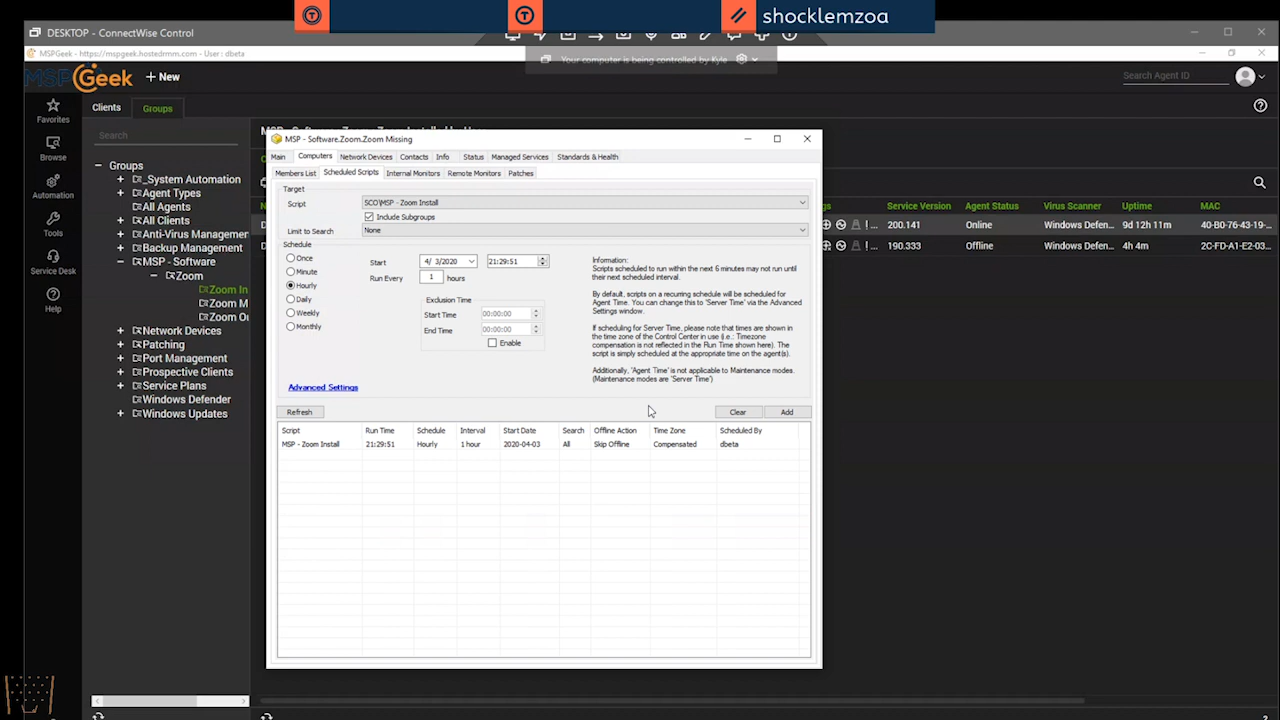 shocklemzoa
DESKTOP - ConnectWise Control
MSPGeek - https://mspgeek.hostedrmm.com - User : dbeta
Your computer is being controlled by Kyle
MSPGeek
+ New
Search Agent ID
Favorites
Browse
Automation
Tools
Service Desk
Help
Clients
Groups
Search
Groups
_System Automation
Agent Types
All Agents
All Clients
Anti-Virus Managemen
Backup Management
MSP - Software
Zoom
Zoom In
Zoom M
Zoom Ou
Network Devices
Patching
Port Management
Prospective Clients
Service Plans
Windows Defender
Windows Updates
MSP - Software.Zoom.Zoom Missing
Main
Computers
Network Devices
Contacts
Info
Status
Managed Services
Standards & Health
Members List
Scheduled Scripts
Internal Monitors
Remote Monitors
Patches
Target
Script
SCO\MSP - Zoom Install
Include Subgroups
Limit to Search
None
Schedule
Once
Minute
Hourly
Daily
Weekly
Monthly
Start
4/ 3/2020
21:29:51
Run Every
1
hours
Exclusion Time
Start Time
00:00:00
End Time
00:00:00
Enable
Information:
Scripts scheduled to run within the next 6 minutes may not run until
their next scheduled interval.
By default, scripts on a recurring schedule will be scheduled for
Agent Time. You can change this to 'Server Time' via the Advanced
Settings window.
If scheduling for Server Time, please note that times are shown in
the time zone of the Control Center in use (i.e.: Timezone
compensation is not reflected in the Run Time shown here). The
script is simply scheduled at the appropriate time on the agent(s).
Additionally, 'Agent Time' is not applicable to Maintenance modes.
(Maintenance modes are 'Server Time')
Advanced Settings
Refresh
Clear
Add
Script
Run Time
Schedule
Interval
Start Date
Search
Offline Action
Time Zone
Scheduled By
MSP - Zoom Install
21:29:51
Hourly
1 hour
2020-04-03
All
Skip Offline
Compensated
dbeta
Service Version
Agent Status
Virus Scanner
Uptime
MAC
200.141
Online
Windows Defen...
9d 12h 11m
40-B0-76-43-19-...
190.333
Offline
Windows Defen...
4h 4m
2C-FD-A1-E2-03...